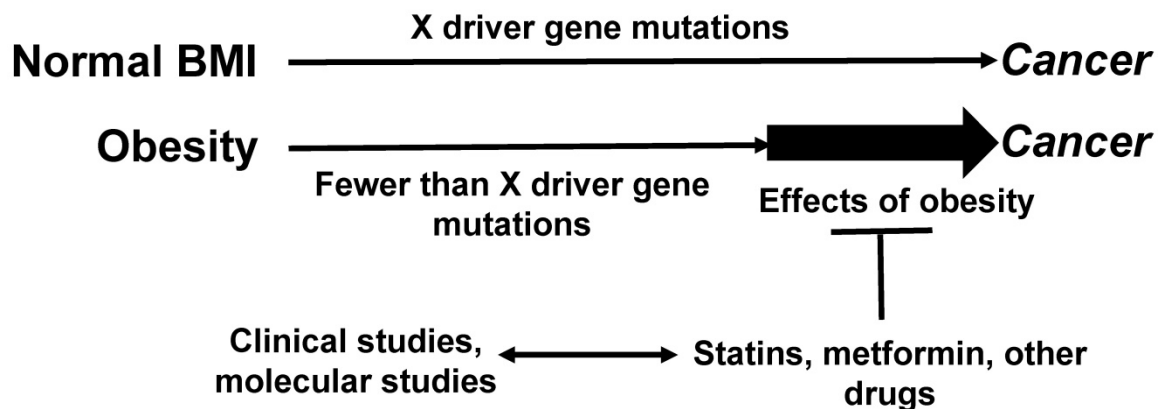 X driver gene mutations
Normal BMI
Cancer
Obesity
Cancer
Fewer than X driver gene
mutations
Effects of obesity
Clinical studies,
molecular studies
Statins, metformin, other
drugs